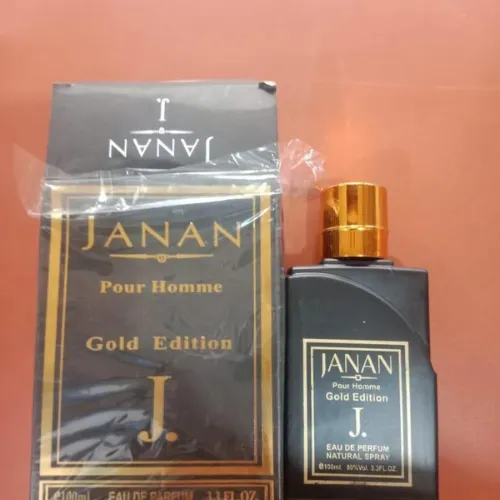 J.
JANAN
JANAN
Pour Homme
Gold Edition
J.
℮100ml EAU DE PARFUM 3.3 FL.OZ
JANAN
Pour Homme
Gold Edition
J.
EAU DE PERFUM
NATURAL SPRAY
℮100ml 80%Vol. 3.3FL.OZ